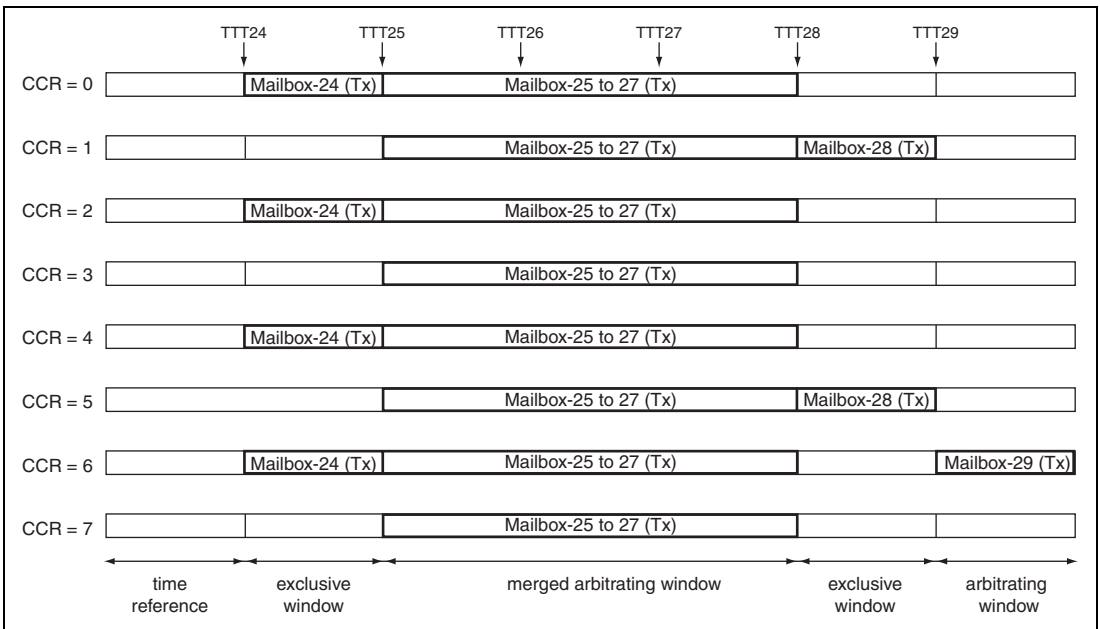 TTT24 TTT25 TTT26 TTT27 TTT28 TTT29
CCR = 0 Mailbox-24 (Tx) Mailbox-25 to 27 (Tx)
CCR = 1 Mailbox-25 to 27 (Tx) Mailbox-28 (Tx)
CCR = 2 Mailbox-24 (Tx) Mailbox-25 to 27 (Tx)
CCR = 3 Mailbox-25 to 27 (Tx)
CCR = 4 Mailbox-24 (Tx) Mailbox-25 to 27 (Tx)
CCR = 5 Mailbox-25 to 27 (Tx) Mailbox-28 (Tx)
CCR = 6 Mailbox-24 (Tx) Mailbox-25 to 27 (Tx) Mailbox-29 (Tx)
CCR = 7 Mailbox-25 to 27 (Tx)
time exclusive merged arbitrating window exclusive arbitrating
reference window window window